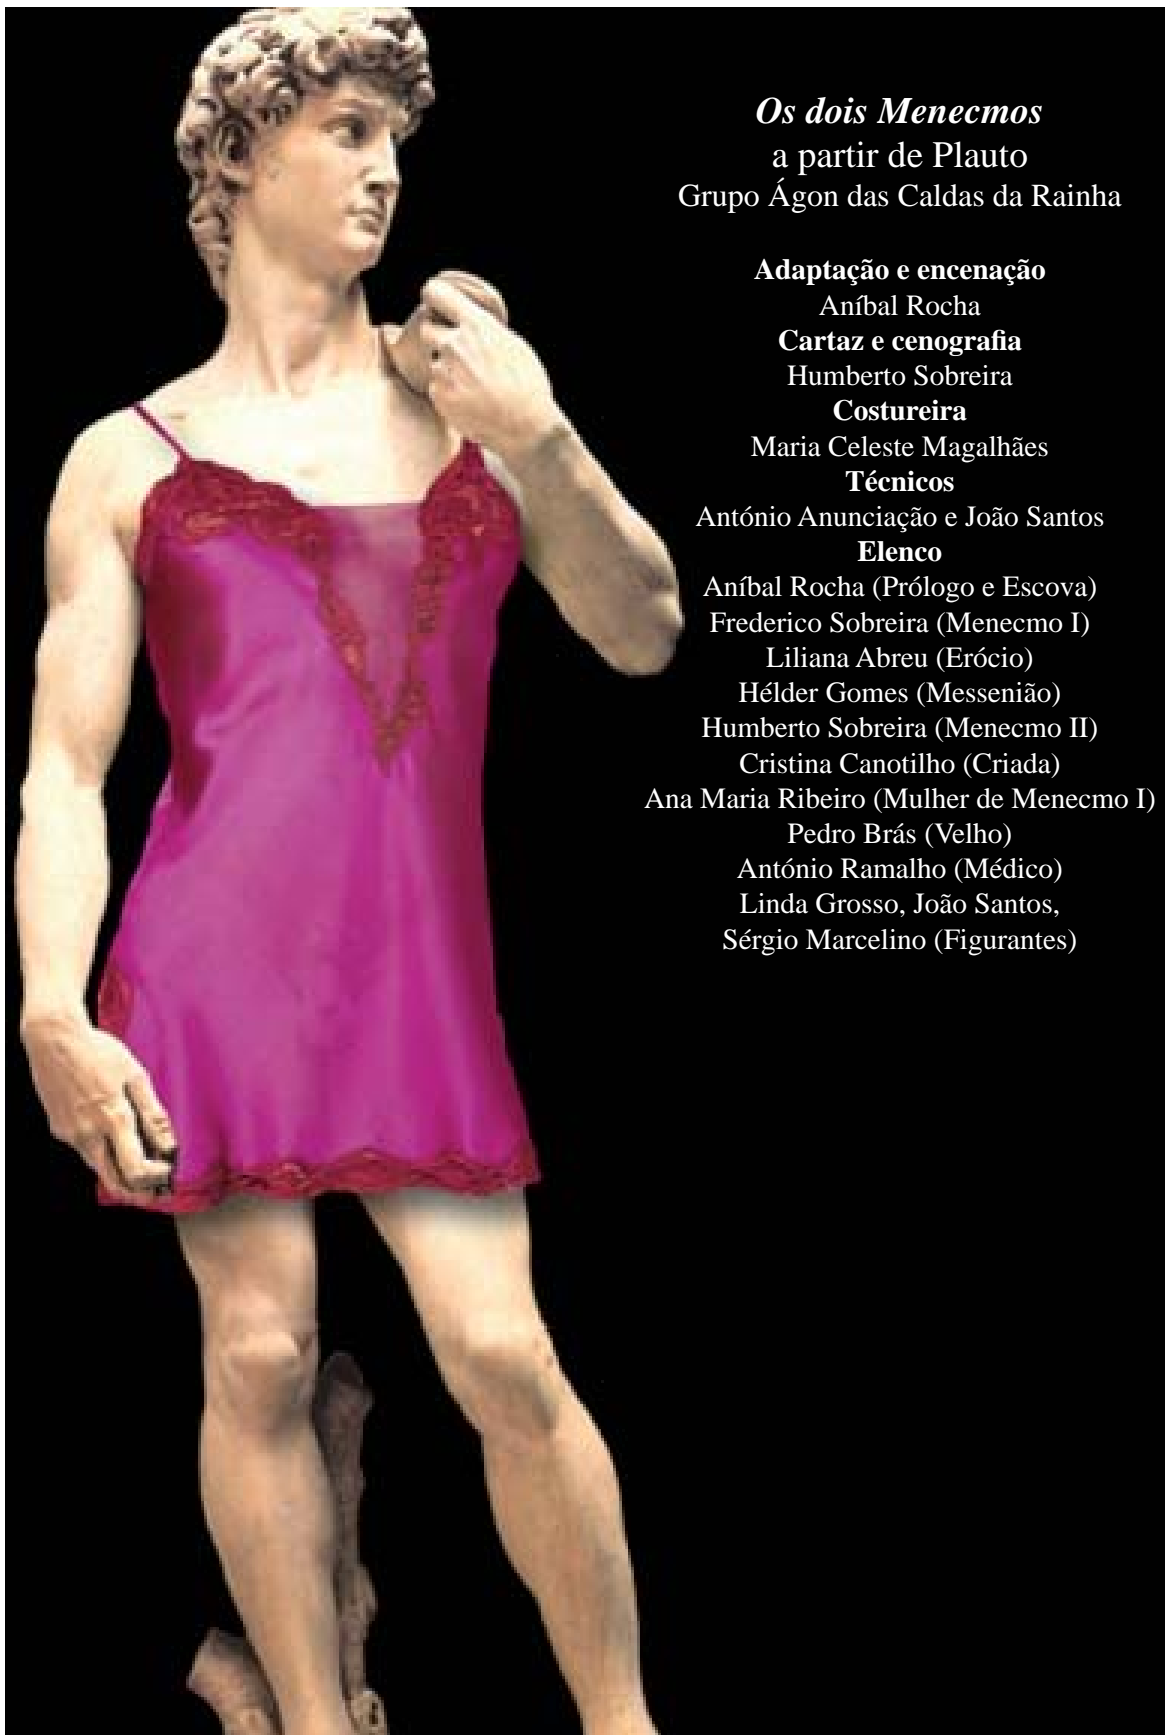 Os dois Menecmos
a partir de Plauto
Grupo Ágon das Caldas da Rainha
Adaptação e encenação
Aníbal Rocha
Cartaz e cenografia
Humberto Sobreira
Costureira
Maria Celeste Magalhães
Técnicos
António Anunciação e João Santos
Elenco
Aníbal Rocha (Prólogo e Escova)
Frederico Sobreira (Menecmo I)
Liliana Abreu (Erócio)
Hélder Gomes (Messenião)
Humberto Sobreira (Menecmo II)
Cristina Canotilho (Criada)
Ana Maria Ribeiro (Mulher de Menecmo I)
Pedro Brás (Velho)
António Ramalho (Médico)
Linda Grosso, João Santos,
Sérgio Marcelino (Figurantes)